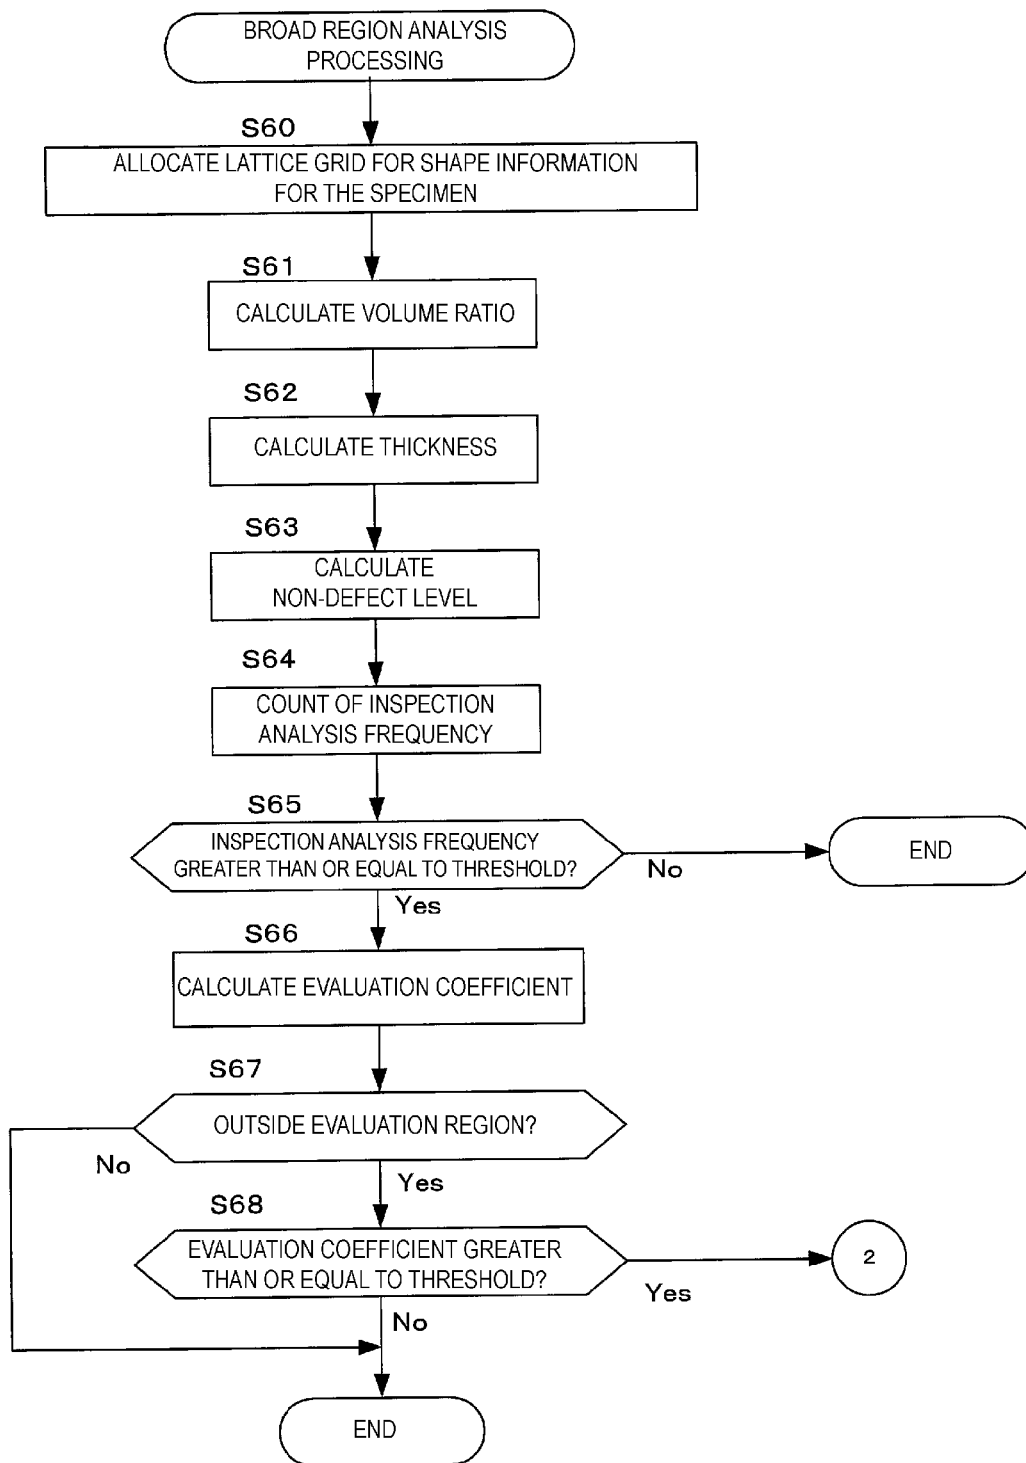 BROAD REGION ANALYSIS
PROCESSING
S60
ALLOCATE LATTICE GRID FOR SHAPE INFORMATION
FOR THE SPECIMEN
S61
CALCULATE VOLUME RATIO
S62
CALCULATE THICKNESS
S63
CALCULATE
NON-DEFECT LEVEL
S64
COUNT OF INSPECTION
ANALYSIS FREQUENCY
S65
INSPECTION ANALYSIS FREQUENCY
GREATER THAN OR EQUAL TO THRESHOLD?
No
END
Yes
S66
CALCULATE EVALUATION COEFFICIENT
S67
OUTSIDE EVALUATION REGION?
No
Yes
S68
EVALUATION COEFFICIENT GREATER
THAN OR EQUAL TO THRESHOLD?
Yes
2
No
END